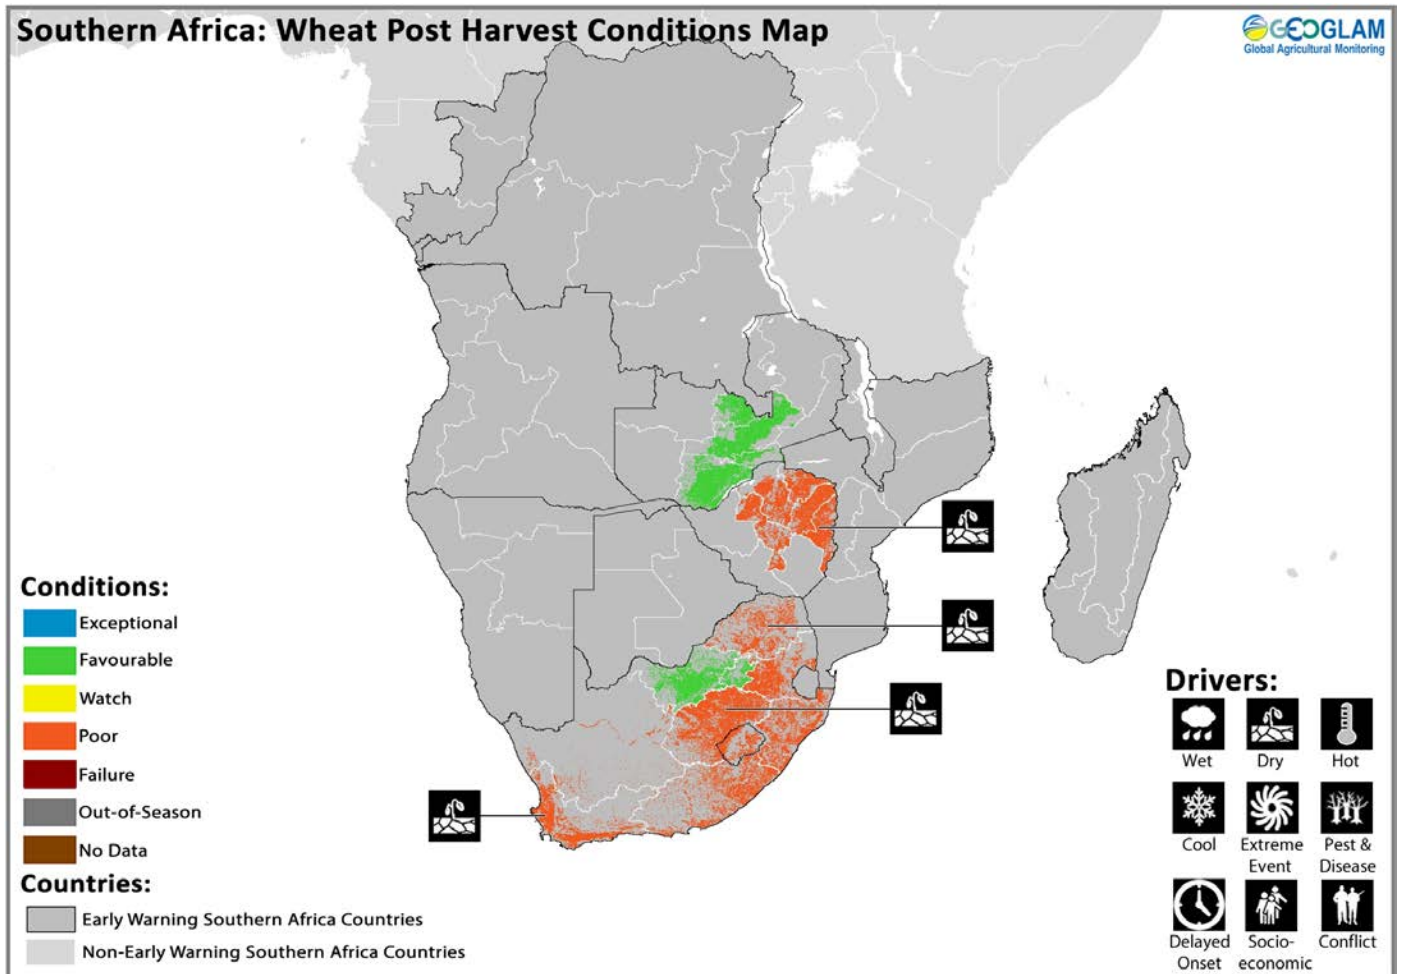 Southern Africa: Wheat Post Harvest Conditions Map
GEOGLAM
Global Agricultural Monitoring
Conditions:
Exceptional
Favourable
Watch
Poor
Failure
Out-of-Season
No Data
Countries:
Early Warning Southern Africa Countries
Non-Early Warning Southern Africa Countries
Drivers:
Wet
Dry
Hot
Cool
Extreme
Event
Pest &
Disease
Delayed
Onset
Socio-
economic
Conflict